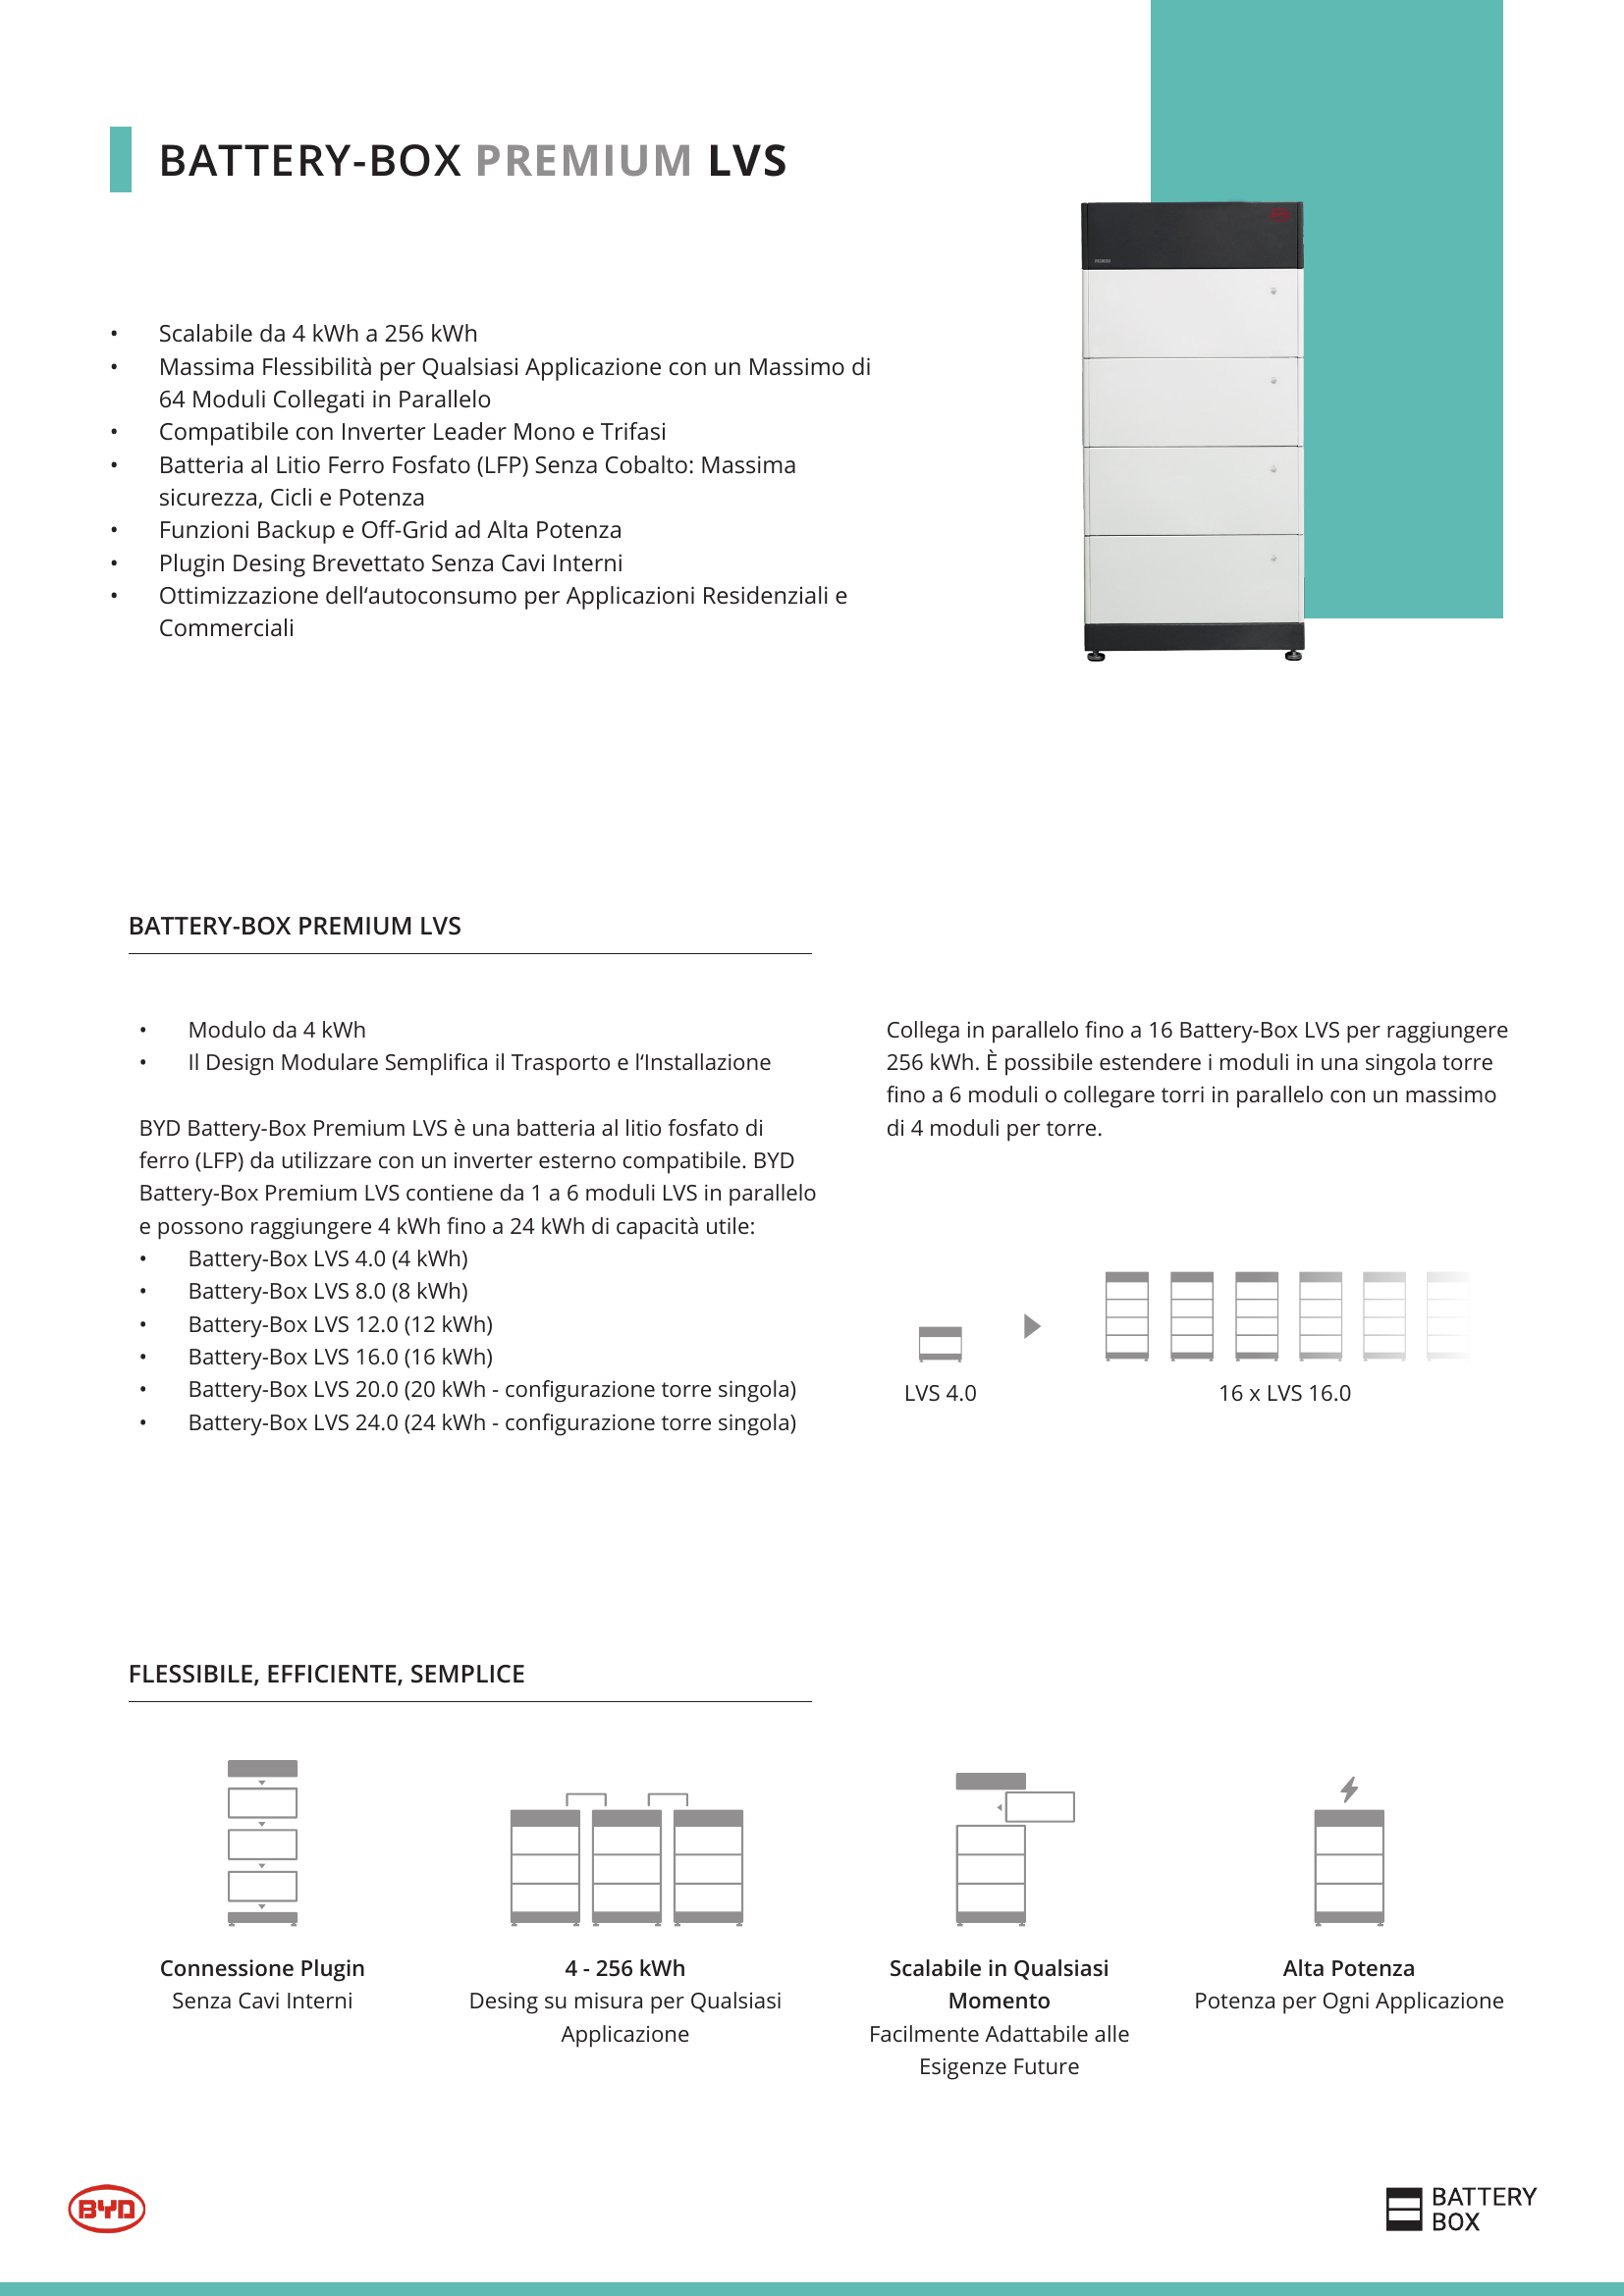 BATTERY-BOX PREMIUM LVS
• Scalabile da 4 kWh a 256 kWh
• Massima Flessibilità per Qualsiasi Applicazione con un Massimo di
64 Moduli Collegati in Parallelo
• Compatibile con Inverter Leader Mono e Trifasi
• Batteria al Litio Ferro Fosfato (LFP) Senza Cobalto: Massima
sicurezza, Cicli e Potenza
• Funzioni Backup e Off-Grid ad Alta Potenza
• Plugin Desing Brevettato Senza Cavi Interni
• Ottimizzazione dell‘autoconsumo per Applicazioni Residenziali e
Commerciali
BYD
BATTERY-BOX PREMIUM LVS
• Modulo da 4 kWh
• Il Design Modulare Semplifica il Trasporto e l‘Installazione
BYD Battery-Box Premium LVS è una batteria al litio fosfato di
ferro (LFP) da utilizzare con un inverter esterno compatibile. BYD
Battery-Box Premium LVS contiene da 1 a 6 moduli LVS in parallelo
e possono raggiungere 4 kWh fino a 24 kWh di capacità utile:
• Battery-Box LVS 4.0 (4 kWh)
• Battery-Box LVS 8.0 (8 kWh)
• Battery-Box LVS 12.0 (12 kWh)
• Battery-Box LVS 16.0 (16 kWh)
• Battery-Box LVS 20.0 (20 kWh - configurazione torre singola)
• Battery-Box LVS 24.0 (24 kWh - configurazione torre singola)
Collega in parallelo fino a 16 Battery-Box LVS per raggiungere
256 kWh. È possibile estendere i moduli in una singola torre
fino a 6 moduli o collegare torri in parallelo con un massimo
di 4 moduli per torre.
LVS 4.0
16 x LVS 16.0
FLESSIBILE, EFFICIENTE, SEMPLICE
Connessione Plugin
Senza Cavi Interni
4 - 256 kWh
Desing su misura per Qualsiasi
Applicazione
Scalabile in Qualsiasi
Momento
Facilmente Adattabile alle
Esigenze Future
Alta Potenza
Potenza per Ogni Applicazione
BYD
BATTERY
BOX